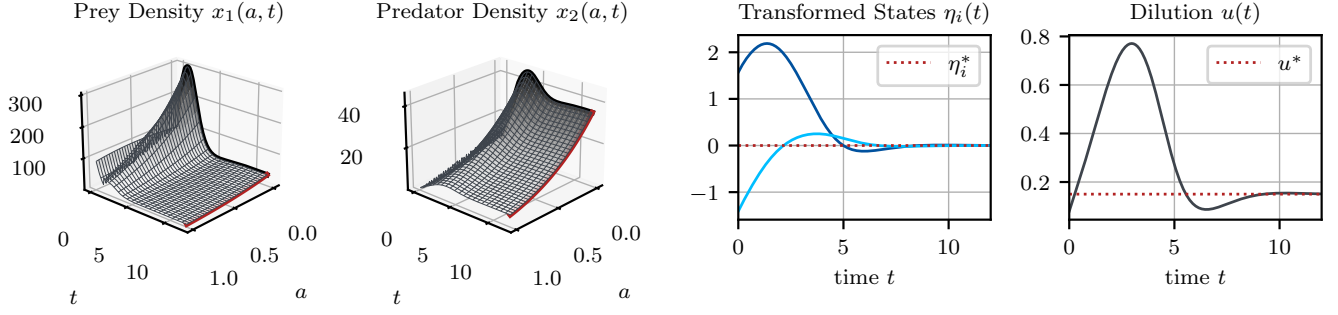 Prey Density x₁(a, t)
300
200
100
0
5
10
t
0.0
0.5
1.0
a
Predator Density x₂(a, t)
40
20
0
5
10
t
0.0
0.5
1.0
a
Transformed States ηᵢ(t)
ηᵢ*
2
1
0
−1
0
5
10
time t
Dilution u(t)
u*
0.8
0.6
0.4
0.2
0
5
10
time t